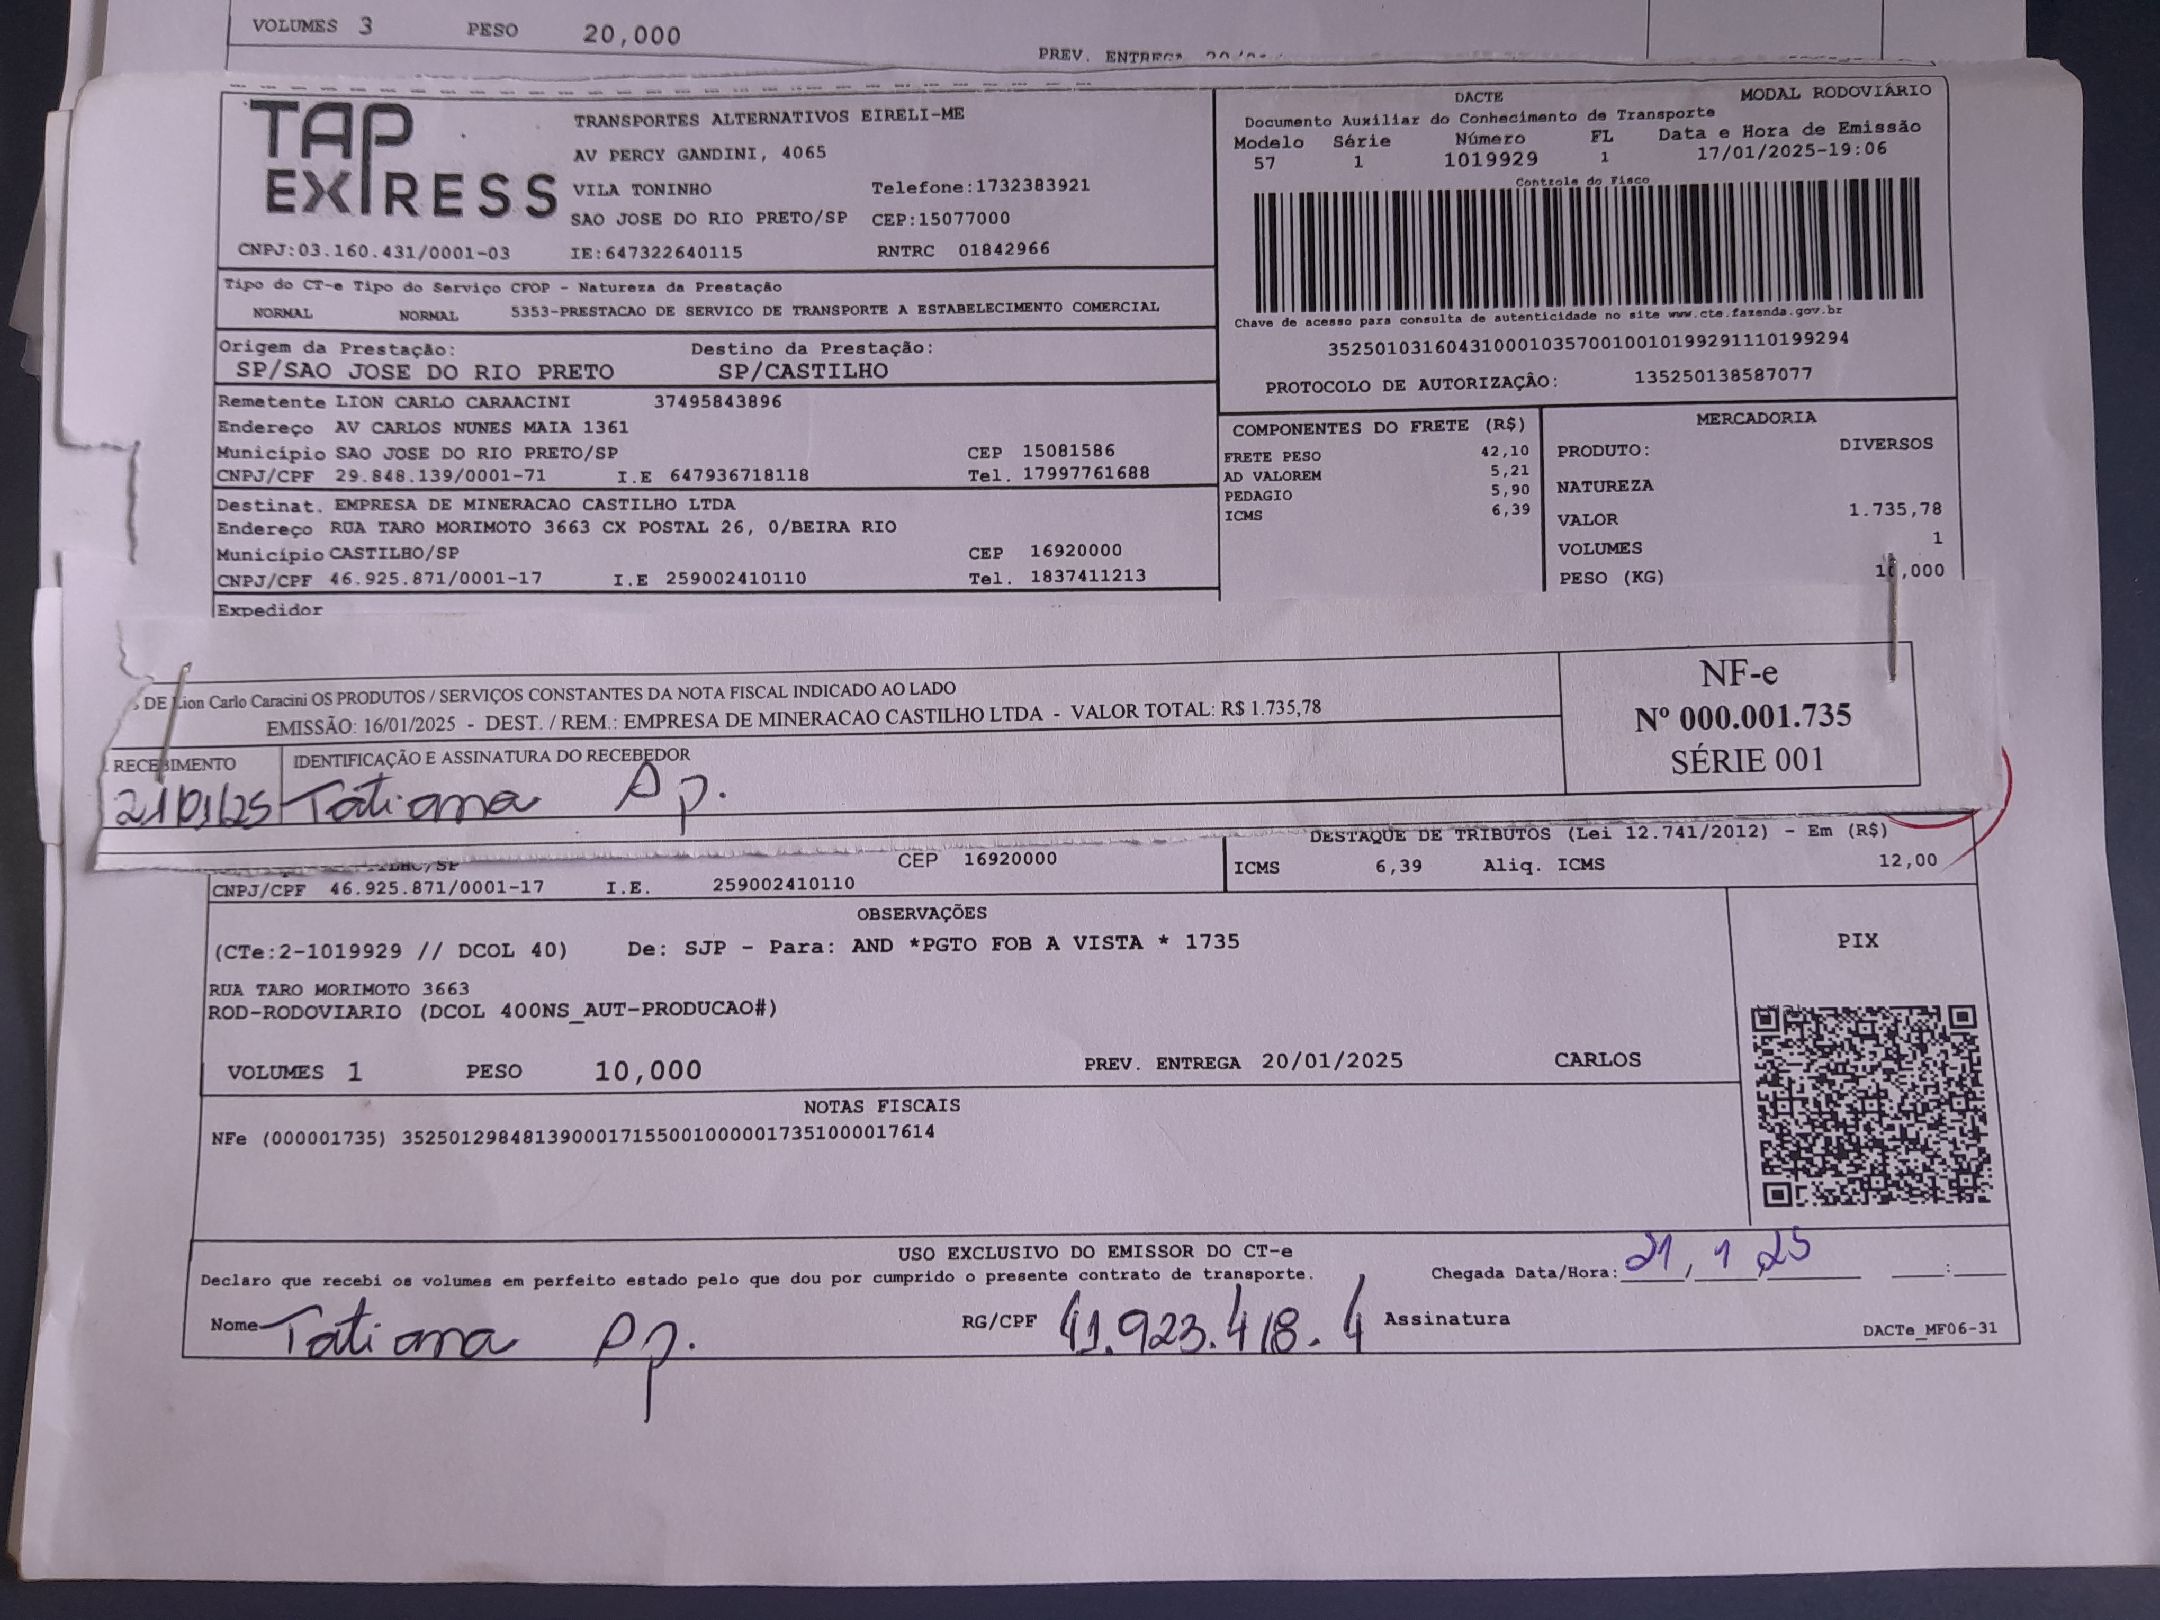 VOLUMES 3 PESO 20,000
PREV. ENTREGA
TAP EXPRESS
TRANSPORTES ALTERNATIVOS EIRELI-ME
AV PERCY GANDINI, 4065
VILA TONINHO Telefone:1732383921
SAO JOSE DO RIO PRETO/SP CEP:15077000
CNPJ:03.160.431/0001-03 IE:647322640115 RNTRC 01842966
DACTE MODAL RODOVIÁRIO
Documento Auxiliar do Conhecimento de Transporte
Modelo Série Número FL Data e Hora de Emissão
57 1 1019929 1 17/01/2025-19:06
Controle do Fisco
Chave de acesso para consulta de autenticidade no site www.cte.fazenda.gov.br
35250103160431000103570010010199291110199294
PROTOCOLO DE AUTORIZAÇÂO: 135250138587077
Tipo do CT-e Tipo do Serviço CFOP - Natureza da Prestação
NORMAL NORMAL 5353-PRESTACAO DE SERVICO DE TRANSPORTE A ESTABELECIMENTO COMERCIAL
Origem da Prestação: Destino da Prestação:
SP/SAO JOSE DO RIO PRETO SP/CASTILHO
Remetente LION CARLO CARAACINI 37495843896
Endereço AV CARLOS NUNES MAIA 1361
Município SAO JOSE DO RIO PRETO/SP CEP 15081586
CNPJ/CPF 29.848.139/0001-71 I.E 647936718118 Tel. 17997761688
Destinat. EMPRESA DE MINERACAO CASTILHO LTDA
Endereço RUA TARO MORIMOTO 3663 CX POSTAL 26, 0/BEIRA RIO
Município CASTILHO/SP CEP 16920000
CNPJ/CPF 46.925.871/0001-17 I.E 259002410110 Tel. 1837411213
Expedidor
COMPONENTES DO FRETE (R$)
FRETE PESO 42,10
AD VALOREM 5,21
PEDAGIO 5,90
ICMS 6,39
MERCADORIA
PRODUTO: DIVERSOS
NATUREZA
VALOR 1.735,78
VOLUMES 1
PESO (KG) 10,000
DE Lion Carlo Caracini OS PRODUTOS / SERVIÇOS CONSTANTES DA NOTA FISCAL INDICADO AO LADO
EMISSÃO: 16/01/2025 - DEST. / REM.: EMPRESA DE MINERACAO CASTILHO LTDA - VALOR TOTAL: R$ 1.735,78
RECEBIMENTO IDENTIFICAÇÃO E ASSINATURA DO RECEBEDOR
21/01/25 Tatiana Ap.
NF-e
Nº 000.001.735
SÉRIE 001
CEP 16920000
CNPJ/CPF 46.925.871/0001-17 I.E. 259002410110
DESTAQUE DE TRIBUTOS (Lei 12.741/2012) - Em (R$)
ICMS 6,39 Aliq. ICMS 12,00
OBSERVAÇÕES
(CTe:2-1019929 // DCOL 40) De: SJP - Para: AND *PGTO FOB A VISTA * 1735
RUA TARO MORIMOTO 3663
ROD-RODOVIARIO (DCOL 400NS_AUT-PRODUCAO#)
VOLUMES 1 PESO 10,000 PREV. ENTREGA 20/01/2025 CARLOS
PIX
NOTAS FISCAIS
NFe (000001735) 35250129848139000171550010000017351000017614
USO EXCLUSIVO DO EMISSOR DO CT-e
Declaro que recebi os volumes em perfeito estado pelo que dou por cumprido o presente contrato de transporte.
Chegada Data/Hora: 21/1/25 :
Nome Tatiana Ap. RG/CPF 41.923.418.4 Assinatura
DACTe_MF06-31